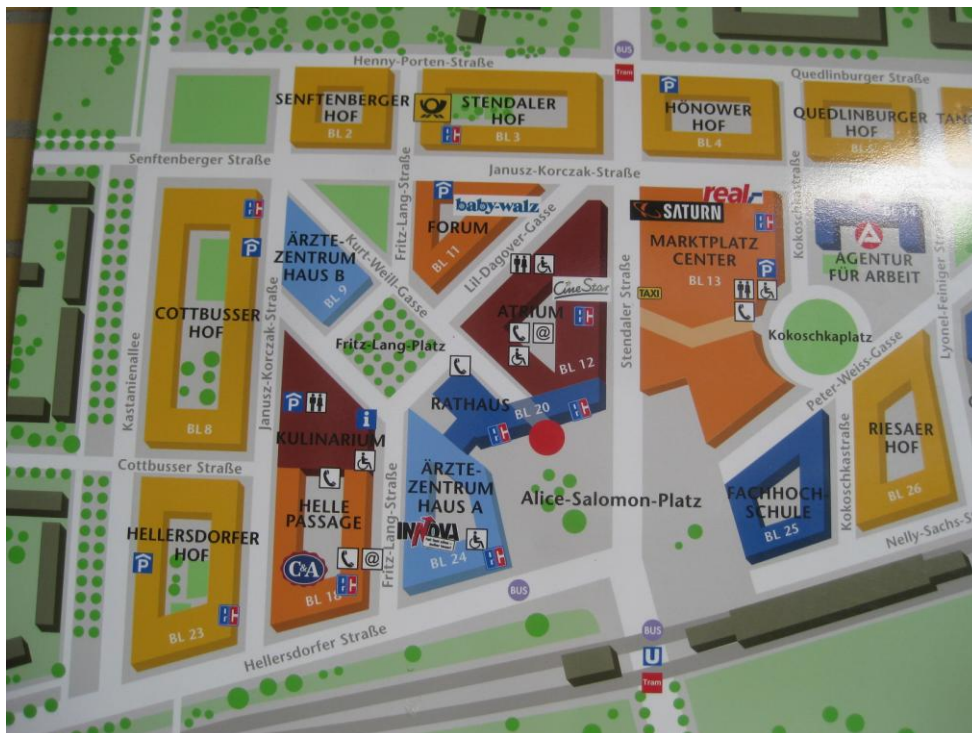 BUS
Tram
Henny-Porten-Straße
Quedlinburger Straße
SENFTENBERGER
HOF
BL 2
STENDALER
HOF
BL 3
P
HÖNOWER
HOF
BL 4
QUEDLINBURGER
HOF
Senftenberger Straße
Fritz-Lang-Straße
Janusz-Korczak-Straße
Kokoschkastraße
P
baby-walz
FORUM
BL 11
real,-
SATURN
MARKTPLATZ
CENTER
BL 13
P
BL 14
A
AGENTUR
FÜR ARBEIT
Lyonel-Feininger Str
P
COTTBUSSER
HOF
BL 8
ÄRZTE-
ZENTRUM
HAUS B
BL 9
Kurt-Weill-Gasse
Lil-Dagover-Gasse
CineStar
ATRIUM
@
BL 12
Stendaler Straße
TAXI
Kokoschkaplatz
Kastanienallee
Janusz-Korczak-Straße
Fritz-Lang-Platz
Peter-Weiss-Gasse
P
i
KULINARIUM
RATHAUS
BL 20
RIESAER
HOF
BL 26
Cottbusser Straße
HELLE
PASSAGE
C&A
@
BL 18
Fritz-Lang-Straße
ÄRZTE-
ZENTRUM
HAUS A
INNOVA
BL 24
Alice-Salomon-Platz
FACHHOCH-
SCHULE
BL 25
Kokoschkastraße
Nelly-Sachs-S
HELLERSDORFER
HOF
P
BL 23
Hellersdorfer Straße
BUS
BUS
U
Tram